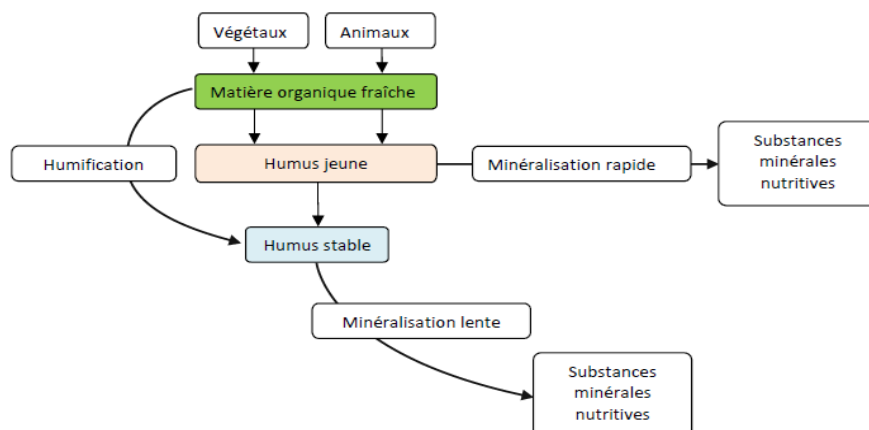 Végétaux
Animaux
Matière organique fraîche
Humification
Humus jeune
Minéralisation rapide
Substances
minérales
nutritives
Humus stable
Minéralisation lente
Substances
minérales
nutritives